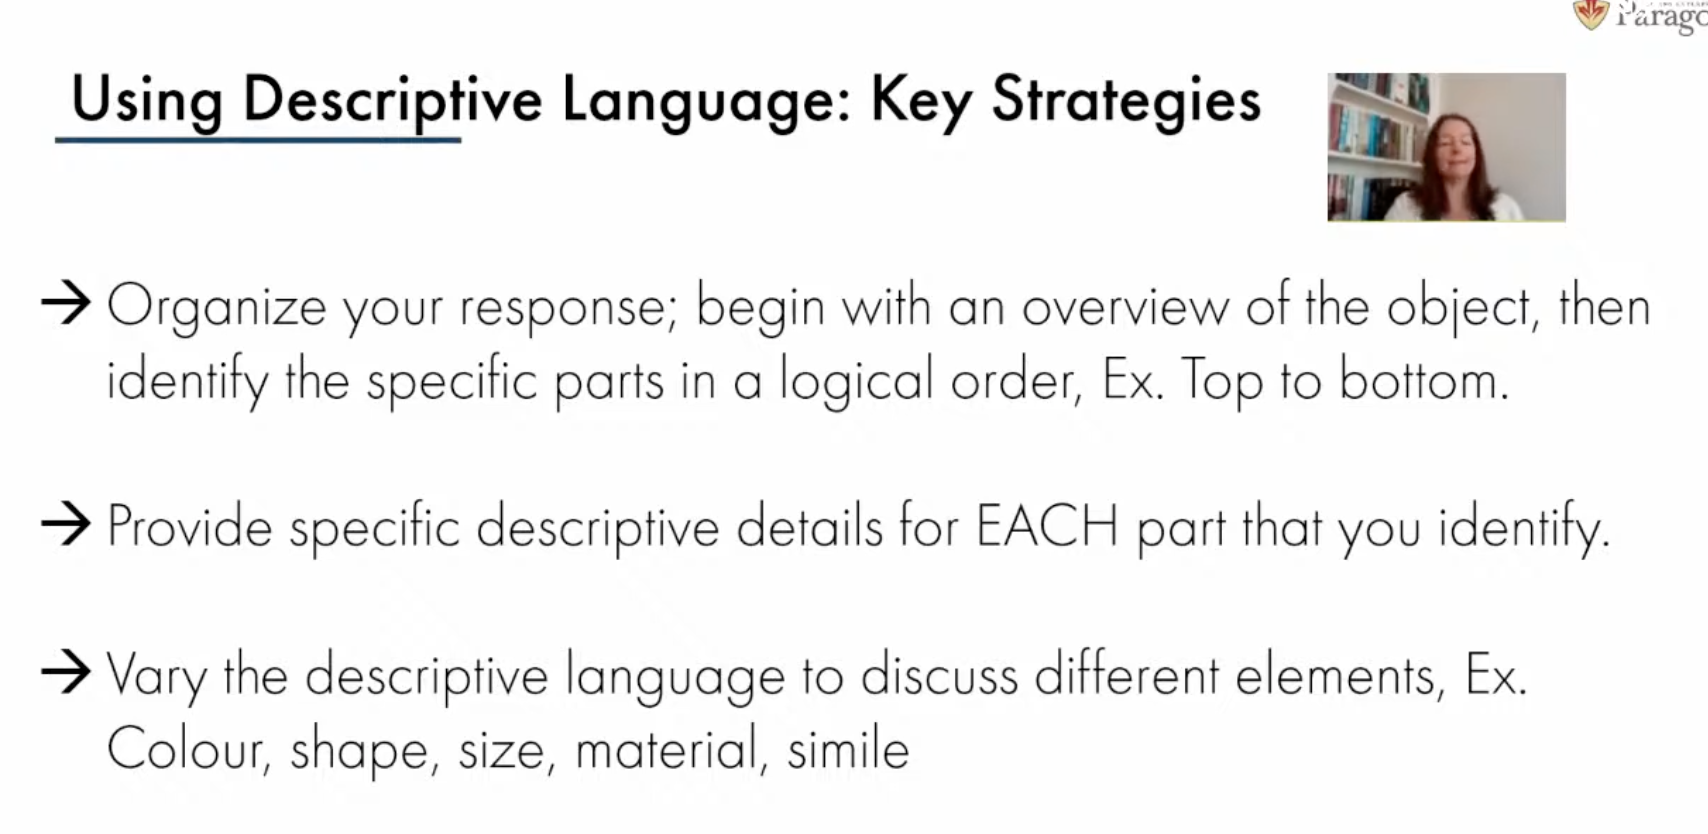 Using Descriptive Language: Key Strategies
→ Organize your response; begin with an overview of the object, then
identify the specific parts in a logical order, Ex. Top to bottom.
→ Provide specific descriptive details for EACH part that you identify.
→ Vary the descriptive language to discuss different elements, Ex.
Colour, shape, size, material, simile